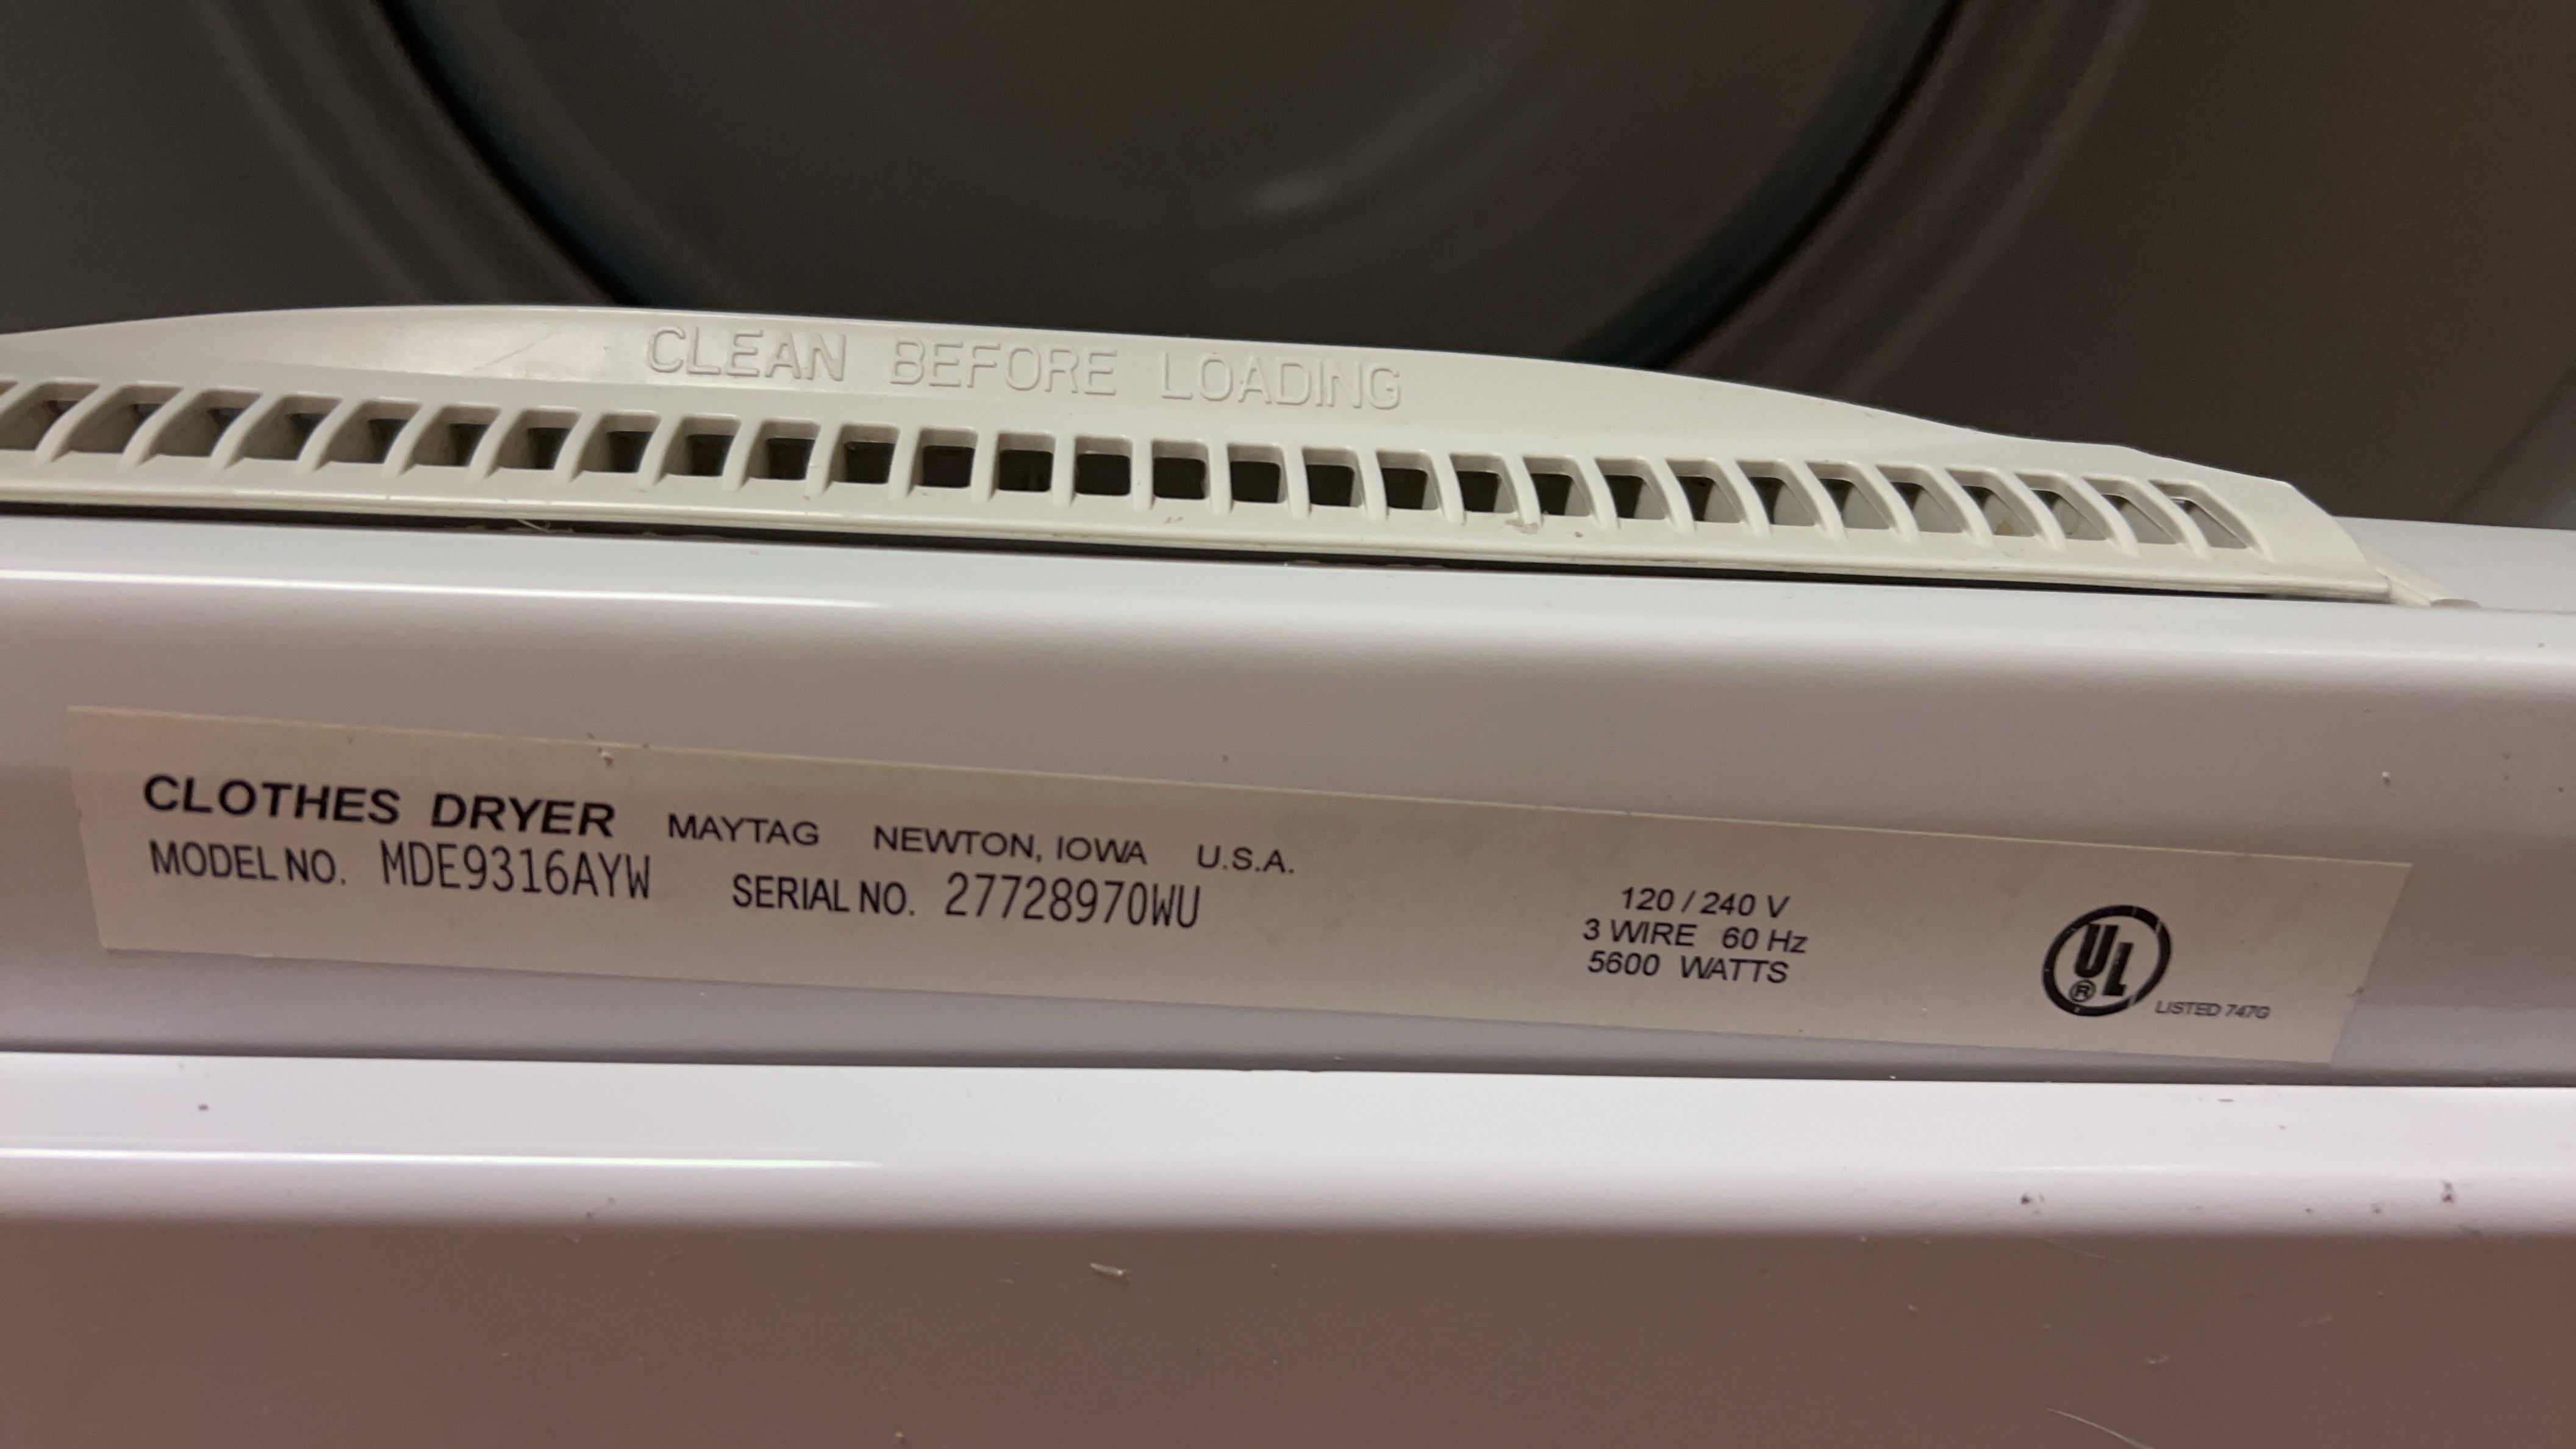 CLEAN BEFORE LOADING
CLOTHES DRYER MAYTAG NEWTON, IOWA U.S.A.
MODEL NO. MDE9316AYW SERIAL NO. 27728970WU
120 / 240 V
3 WIRE 60 Hz
5600 WATTS
UL
®
LISTED 747G